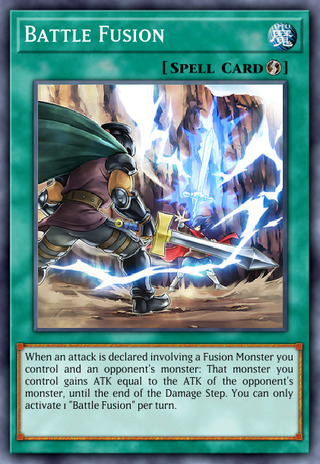 Battle Fusion
[Spell Card]
When an attack is declared involving a Fusion Monster you
control and an opponent's monster: That monster you
control gains ATK equal to the ATK of the opponent's
monster, until the end of the Damage Step. You can only
activate 1 "Battle Fusion" per turn.